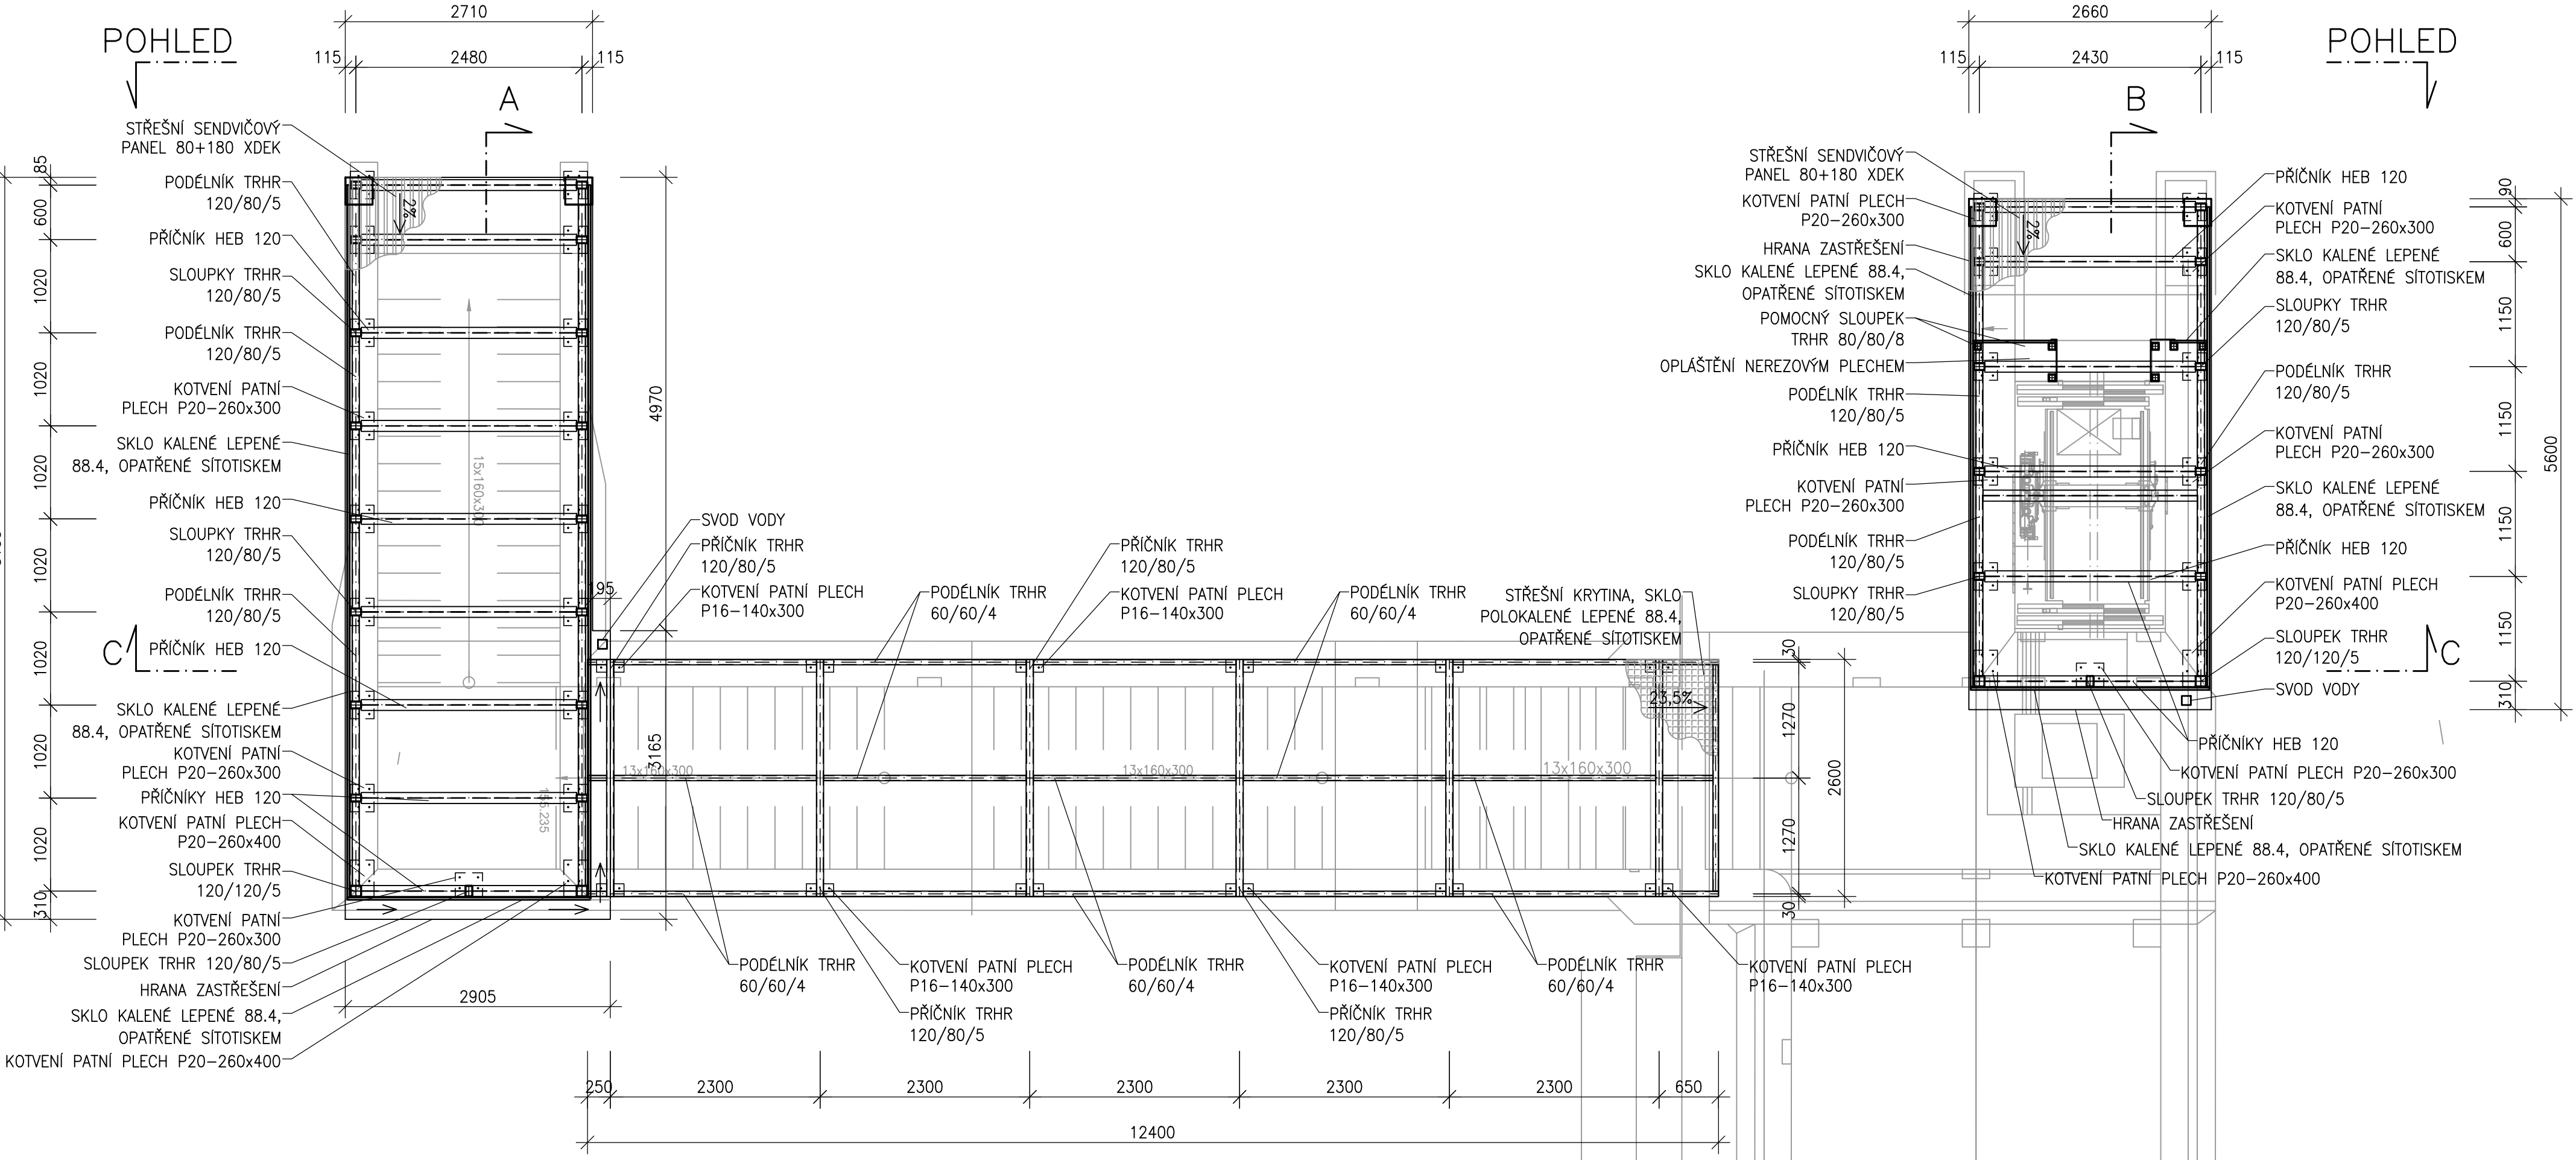 2710
POHLED
115
2480
115
A
STŘEŠNÍ SENDVIČOVÝ
PANEL 80+180 XDEK
PODÉLNÍK TRHR
120/80/5
PŘÍČNÍK HEB 120
SLOUPKY TRHR
120/80/5
PODÉLNÍK TRHR
120/80/5
KOTVENÍ PATNÍ
PLECH P20-260x300
SKLO KALENÉ LEPENÉ
88.4, OPATŘENÉ SÍTOTISKEM
PŘÍČNÍK HEB 120
SLOUPKY TRHR
120/80/5
PODÉLNÍK TRHR
120/80/5
C
PŘÍČNÍK HEB 120
SKLO KALENÉ LEPENÉ
88.4, OPATŘENÉ SÍTOTISKEM
KOTVENÍ PATNÍ
PLECH P20-260x300
PŘÍČNÍKY HEB 120
KOTVENÍ PATNÍ PLECH
P20-260x400
SLOUPEK TRHR
120/120/5
KOTVENÍ PATNÍ
PLECH P20-260x300
SLOUPEK TRHR 120/80/5
HRANA ZASTŘEŠENÍ
SKLO KALENÉ LEPENÉ 88.4,
OPATŘENÉ SÍTOTISKEM
KOTVENÍ PATNÍ PLECH P20-260x400
85
600
1020
1020
1020
1020
1020
1020
1020
310
2%
15x160x300
155.235
4970
3165
195
2905
SVOD VODY
PŘÍČNÍK TRHR
120/80/5
KOTVENÍ PATNÍ PLECH
P16-140x300
PODÉLNÍK TRHR
60/60/4
PŘÍČNÍK TRHR
120/80/5
KOTVENÍ PATNÍ PLECH
P16-140x300
PODÉLNÍK TRHR
60/60/4
STŘEŠNÍ KRYTINA, SKLO
POLOKALENÉ LEPENÉ 88.4,
OPATŘENÉ SÍTOTISKEM
23,5%
13x160x300
13x160x300
13x160x300
30
1270
1270
30
2600
PODÉLNÍK TRHR
60/60/4
KOTVENÍ PATNÍ PLECH
P16-140x300
PŘÍČNÍK TRHR
120/80/5
PODÉLNÍK TRHR
60/60/4
KOTVENÍ PATNÍ PLECH
P16-140x300
PŘÍČNÍK TRHR
120/80/5
PODÉLNÍK TRHR
60/60/4
KOTVENÍ PATNÍ PLECH
P16-140x300
250
2300
2300
2300
2300
2300
650
12400
2660
POHLED
115
2430
115
B
STŘEŠNÍ SENDVIČOVÝ
PANEL 80+180 XDEK
KOTVENÍ PATNÍ PLECH
P20-260x300
HRANA ZASTŘEŠENÍ
SKLO KALENÉ LEPENÉ 88.4,
OPATŘENÉ SÍTOTISKEM
POMOCNÝ SLOUPEK
TRHR 80/80/8
OPLÁŠTĚNÍ NEREZOVÝM PLECHEM
PODÉLNÍK TRHR
120/80/5
PŘÍČNÍK HEB 120
KOTVENÍ PATNÍ
PLECH P20-260x300
PODÉLNÍK TRHR
120/80/5
SLOUPKY TRHR
120/80/5
2%
PŘÍČNÍK HEB 120
KOTVENÍ PATNÍ
PLECH P20-260x300
SKLO KALENÉ LEPENÉ
88.4, OPATŘENÉ SÍTOTISKEM
SLOUPKY TRHR
120/80/5
PODÉLNÍK TRHR
120/80/5
KOTVENÍ PATNÍ
PLECH P20-260x300
SKLO KALENÉ LEPENÉ
88.4, OPATŘENÉ SÍTOTISKEM
PŘÍČNÍK HEB 120
KOTVENÍ PATNÍ PLECH
P20-260x400
SLOUPEK TRHR
120/120/5
C
SVOD VODY
PŘÍČNÍKY HEB 120
KOTVENÍ PATNÍ PLECH P20-260x300
SLOUPEK TRHR 120/80/5
HRANA ZASTŘEŠENÍ
SKLO KALENÉ LEPENÉ 88.4, OPATŘENÉ SÍTOTISKEM
KOTVENÍ PATNÍ PLECH P20-260x400
90
600
1150
1150
1150
1150
310
5600